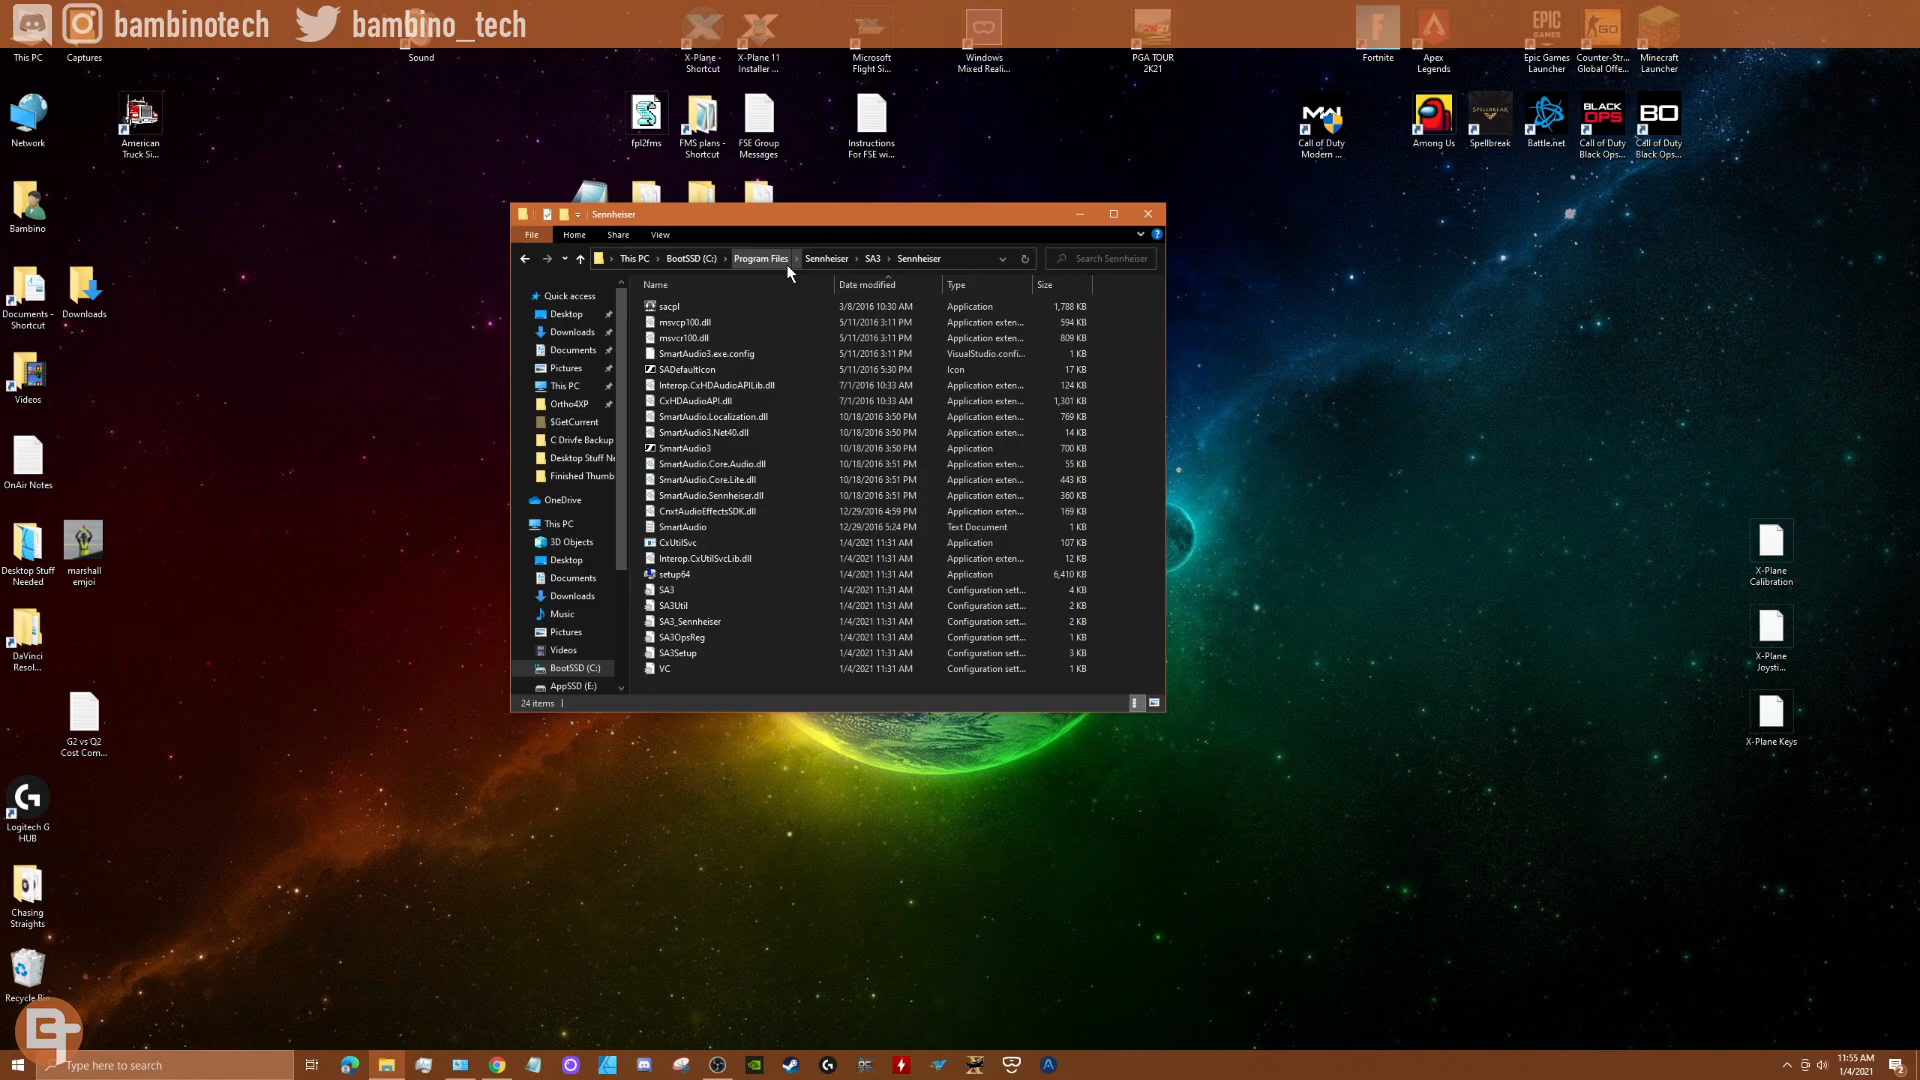 bambinotech bambino_tech
This PC
Captures
Sound
X-Plane -
Shortcut
X-Plane 11
Installer ...
Microsoft
Flight Si...
Windows
Mixed Reali...
PGA TOUR
2K21
Fortnite
Apex
Legends
EPIC
GAMES
Epic Games
Launcher
GO
Counter-Str...
Global Offe...
Minecraft
Launcher
Network
American
Truck Si...
fpl2fms
FMS plans -
Shortcut
FSE Group
Messages
Instructions
For FSE wi...
MW
Call of Duty
Modern ...
Among Us
SPELLBREAK
Spellbreak
Battle.net
BLACK
OPS
Call of Duty
Black Ops...
BO
Call of Duty
Black Ops...
Bambino
Documents -
Shortcut
Downloads
Videos
OnAir Notes
Desktop Stuff
Needed
marshall
emjoi
DaVinci
Resol...
G2 vs Q2
Cost Com...
Logitech G
HUB
Chasing
Straights
Recycle Bin
X-Plane
Calibration
X-Plane
Joysti...
X-Plane Keys
Sennheiser
File Home Share View
This PC > BootSSD (C:) > Program Files > Sennheiser > SA3 > Sennheiser
Search Sennheiser
Quick access
Desktop
Downloads
Documents
Pictures
This PC
Ortho4XP
$GetCurrent
C Drivfe Backup
Desktop Stuff Ne
Finished Thumb
OneDrive
This PC
3D Objects
Desktop
Documents
Downloads
Music
Pictures
Videos
BootSSD (C:)
AppSSD (E:)
Name Date modified Type Size
sacpl 3/8/2016 10:30 AM Application 1,788 KB
msvcp100.dll 5/11/2016 3:11 PM Application exten... 594 KB
msvcr100.dll 5/11/2016 3:11 PM Application exten... 809 KB
SmartAudio3.exe.config 5/11/2016 3:11 PM VisualStudio.confi... 1 KB
SADefaultIcon 5/11/2016 5:30 PM Icon 17 KB
Interop.CxHDAudioAPILib.dll 7/1/2016 10:33 AM Application exten... 124 KB
CxHDAudioAPI.dll 7/1/2016 10:33 AM Application exten... 1,301 KB
SmartAudio.Localization.dll 10/18/2016 3:50 PM Application exten... 769 KB
SmartAudio3.Net40.dll 10/18/2016 3:50 PM Application exten... 14 KB
SmartAudio3 10/18/2016 3:50 PM Application 700 KB
SmartAudio.Core.Audio.dll 10/18/2016 3:51 PM Application exten... 55 KB
SmartAudio.Core.Lite.dll 10/18/2016 3:51 PM Application exten... 443 KB
SmartAudio.Sennheiser.dll 10/18/2016 3:51 PM Application exten... 360 KB
CnxtAudioEffectsSDK.dll 12/29/2016 4:59 PM Application exten... 169 KB
SmartAudio 12/29/2016 5:24 PM Text Document 1 KB
CxUtilSvc 1/4/2021 11:31 AM Application 107 KB
Interop.CxUtilSvcLib.dll 1/4/2021 11:31 AM Application exten... 12 KB
setup64 1/4/2021 11:31 AM Application 6,410 KB
SA3 1/4/2021 11:31 AM Configuration sett... 4 KB
SA3Util 1/4/2021 11:31 AM Configuration sett... 2 KB
SA3_Sennheiser 1/4/2021 11:31 AM Configuration sett... 2 KB
SA3OpsReg 1/4/2021 11:31 AM Configuration sett... 1 KB
SA3Setup 1/4/2021 11:31 AM Configuration sett... 3 KB
VC 1/4/2021 11:31 AM Configuration sett... 1 KB
24 items
Type here to search
11:55 AM
1/4/2021
2